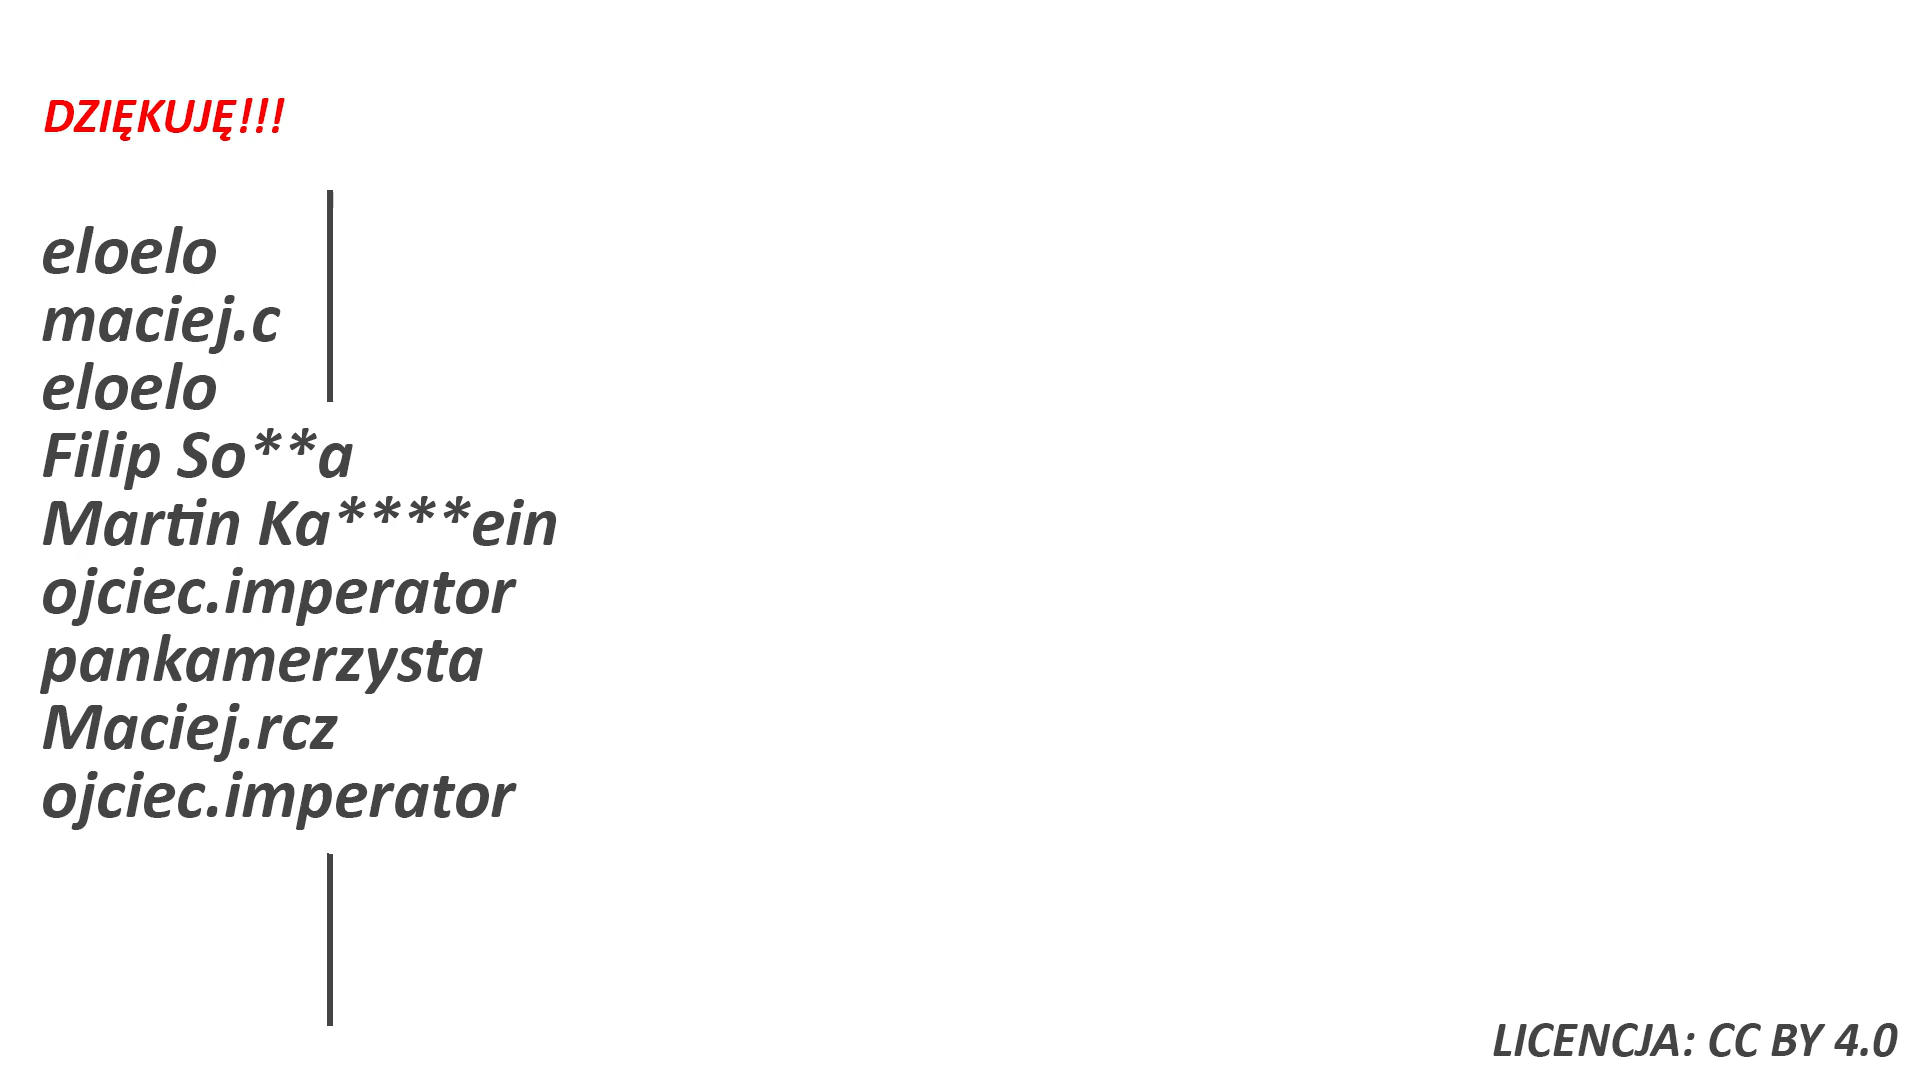 DZIĘKUJĘ!!!
eloelo
maciej.c
eloelo
Filip So**a
Martin Ka****ein
ojciec.imperator
pankamerzysta
Maciej.rcz
ojciec.imperator
LICENCJA: CC BY 4.0